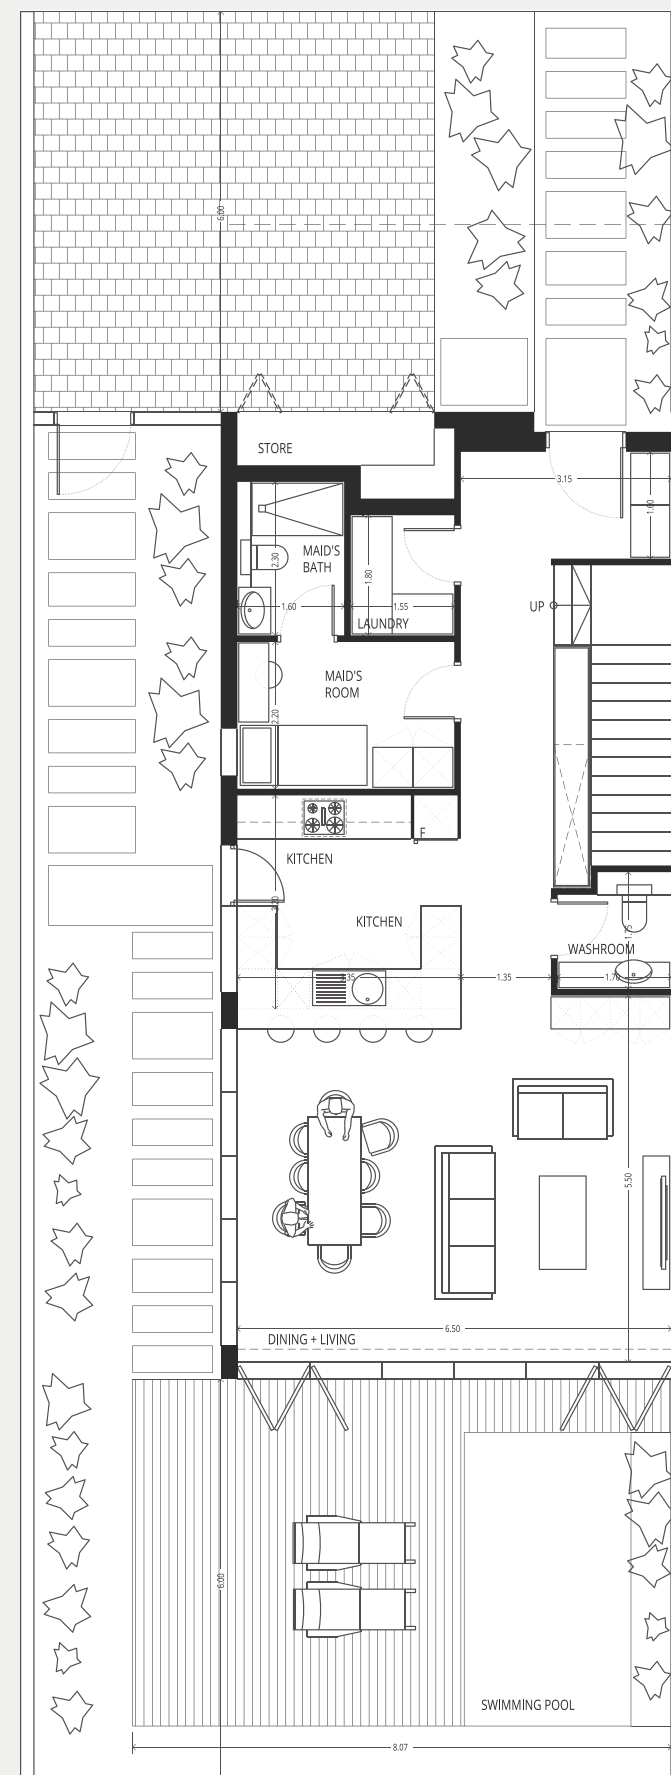 6.00
STORE
3.15
1.60
2.30
MAID'S
BATH
1.80
1.60
1.55
LAUNDRY
UP
MAID'S
ROOM
2.20
F
KITCHEN
KITCHEN
WASHROOM
1.35
1.70
5.50
6.50
DINING + LIVING
6.00
SWIMMING POOL
8.07